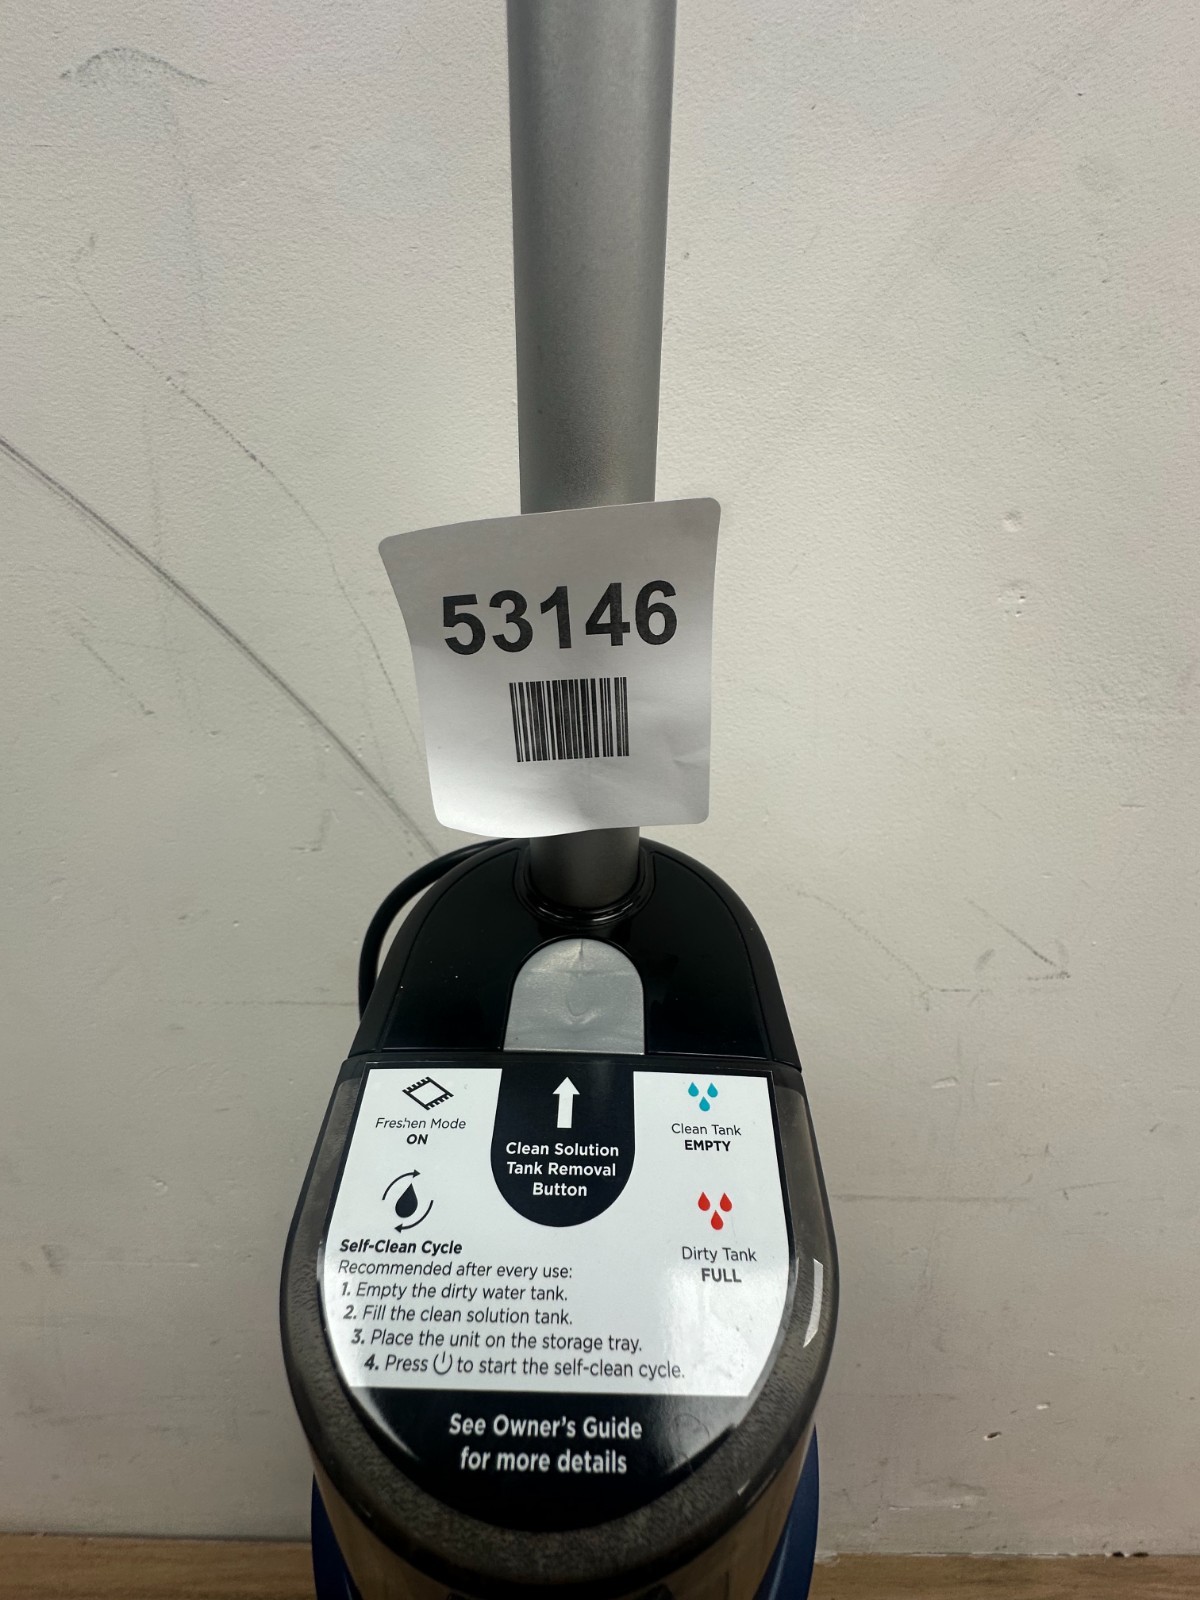 53146
Freshen Mode
ON
Clean Solution
Tank Removal
Button
Clean Tank
EMPTY
Dirty Tank
FULL
Self-Clean Cycle
Recommended after every use:
1. Empty the dirty water tank.
2. Fill the clean solution tank.
3. Place the unit on the storage tray.
4. Press to start the self-clean cycle.
See Owner's Guide
for more details